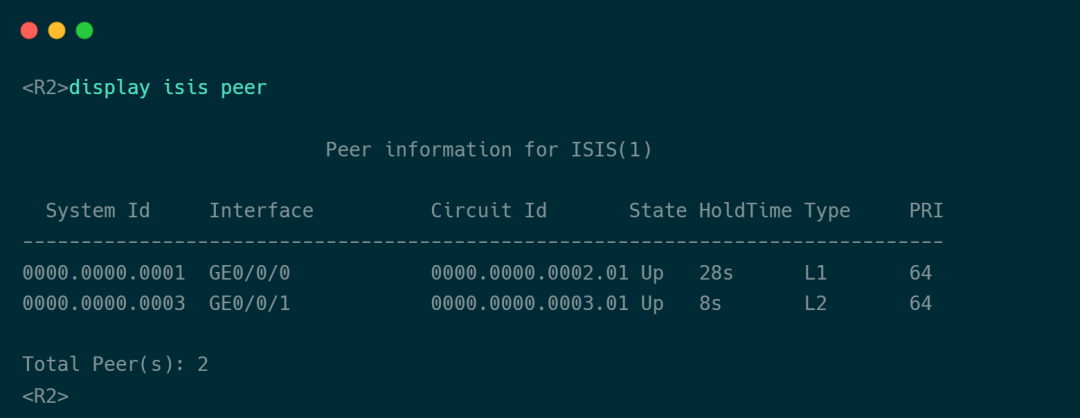 <R2>display isis peer
Peer information for ISIS(1)
System Id     Interface          Circuit Id       State HoldTime Type     PRI
-------------------------------------------------------------------------------
0000.0000.0001  GE0/0/0            0000.0000.0002.01 Up   28s      L1       64
0000.0000.0003  GE0/0/1            0000.0000.0003.01 Up   8s       L2       64
Total Peer(s): 2
<R2>